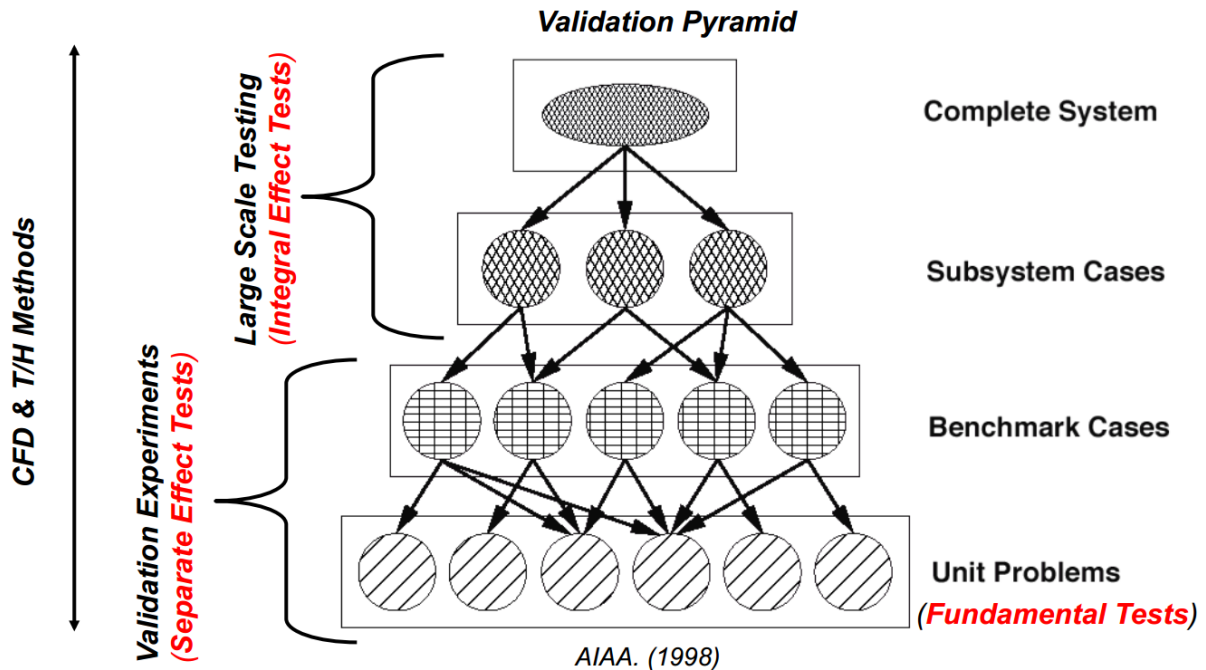 Validation Pyramid
CFD & T/H Methods
Large Scale Testing
(Integral Effect Tests)
Validation Experiments
(Separate Effect Tests)
Complete System
Subsystem Cases
Benchmark Cases
Unit Problems
(Fundamental Tests)
AIAA. (1998)